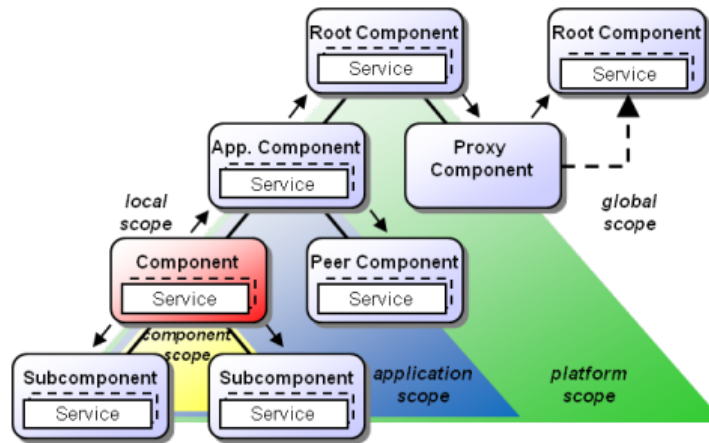 Root Component
Service
Root Component
Service
App. Component
Service
Proxy
Component
local
scope
global
scope
Component
Service
Peer Component
Service
component
scope
Subcomponent
Service
Subcomponent
Service
application
scope
platform
scope